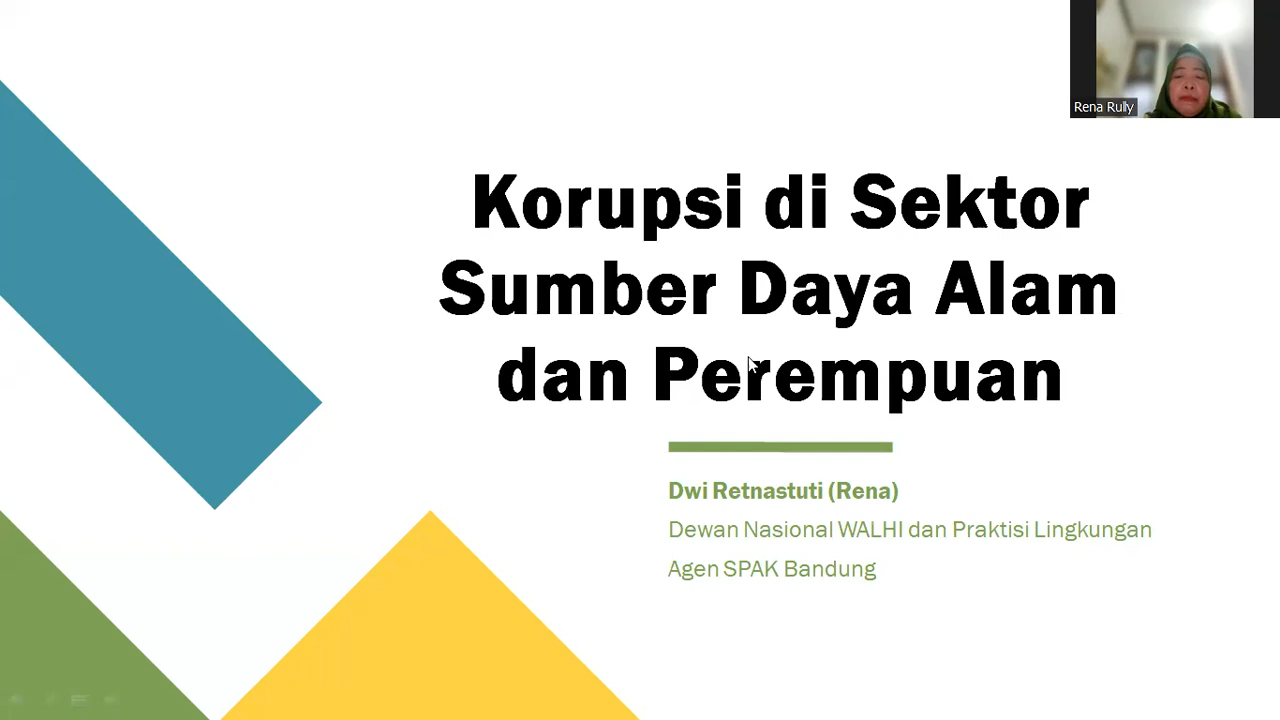 Rena Rully
Korupsi di Sektor
Sumber Daya Alam
dan Perempuan
Dwi Retnastuti (Rena)
Dewan Nasional WALHI dan Praktisi Lingkungan
Agen SPAK Bandung